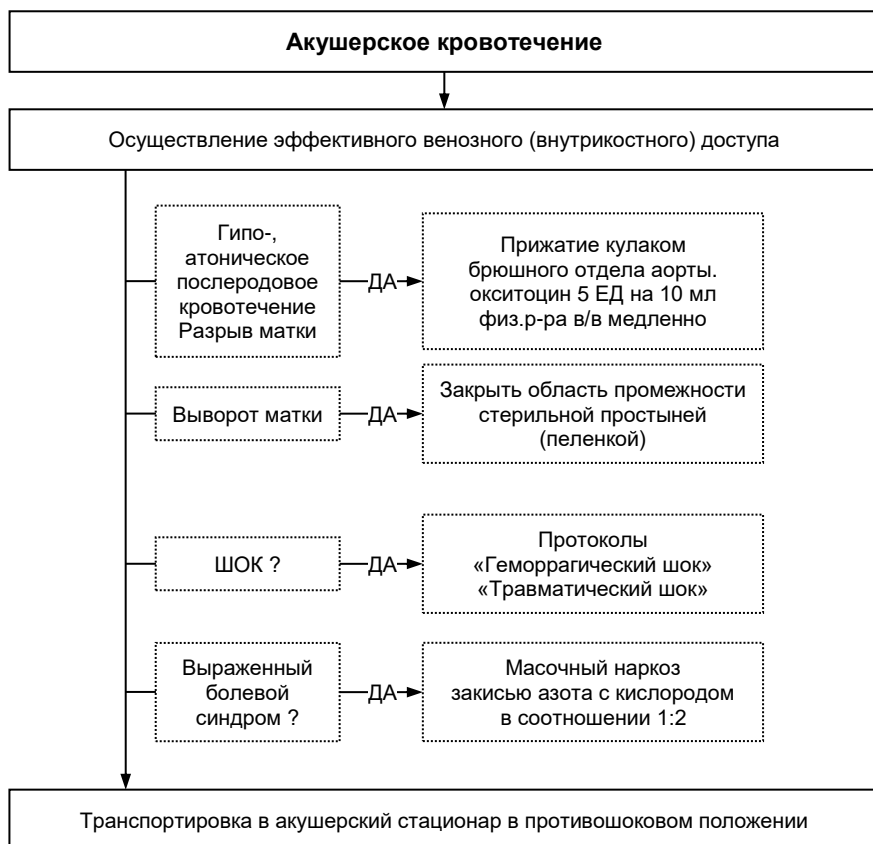 Акушерское кровотечение
Осуществление эффективного венозного (внутрикостного) доступа
Гипо-,
атоническое
послеродовое
кровотечение
Разрыв матки
ДА
Прижатие кулаком
брюшного отдела аорты.
окситоцин 5 ЕД на 10 мл
физ.р-ра в/в медленно
Выворот матки
ДА
Закрыть область промежности
стерильной простыней
(пеленкой)
ШОК ?
ДА
Протоколы
«Геморрагический шок»
«Травматический шок»
Выраженный
болевой
синдром ?
ДА
Масочный наркоз
закисью азота с кислородом
в соотношении 1:2
Транспортировка в акушерский стационар в противошоковом положении